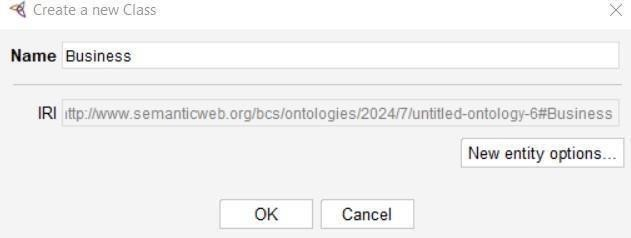 Create a new Class
Name Business
IRI ttp://www.semanticweb.org/bcs/ontologies/2024/7/untitled-ontology-6#Business
New entity options...
OK Cancel